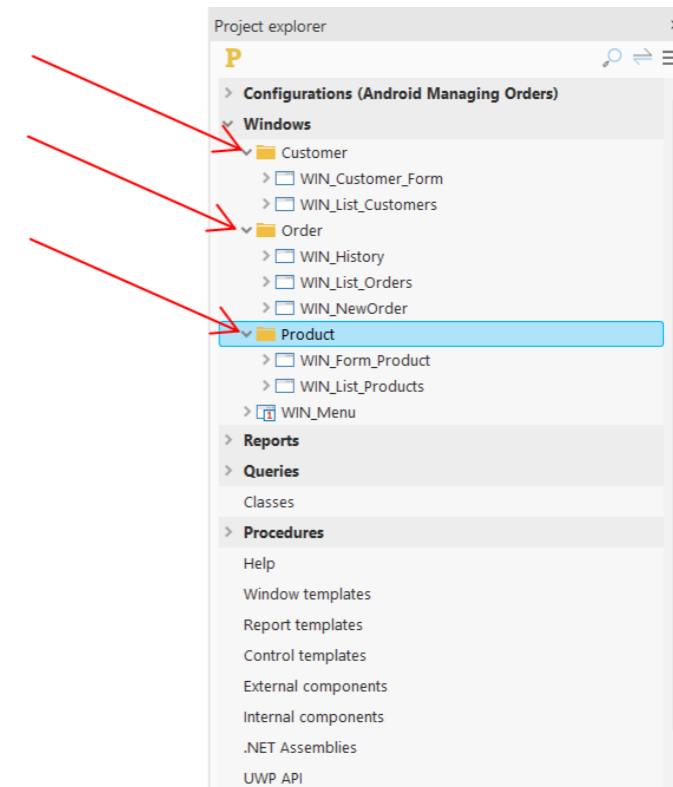 Project explorer
P
Configurations (Android Managing Orders)
Windows
Customer
WIN_Customer_Form
WIN_List_Customers
Order
WIN_History
WIN_List_Orders
WIN_NewOrder
Product
WIN_Form_Product
WIN_List_Products
1 WIN_Menu
Reports
Queries
Classes
Procedures
Help
Window templates
Report templates
Control templates
External components
Internal components
.NET Assemblies
UWP API